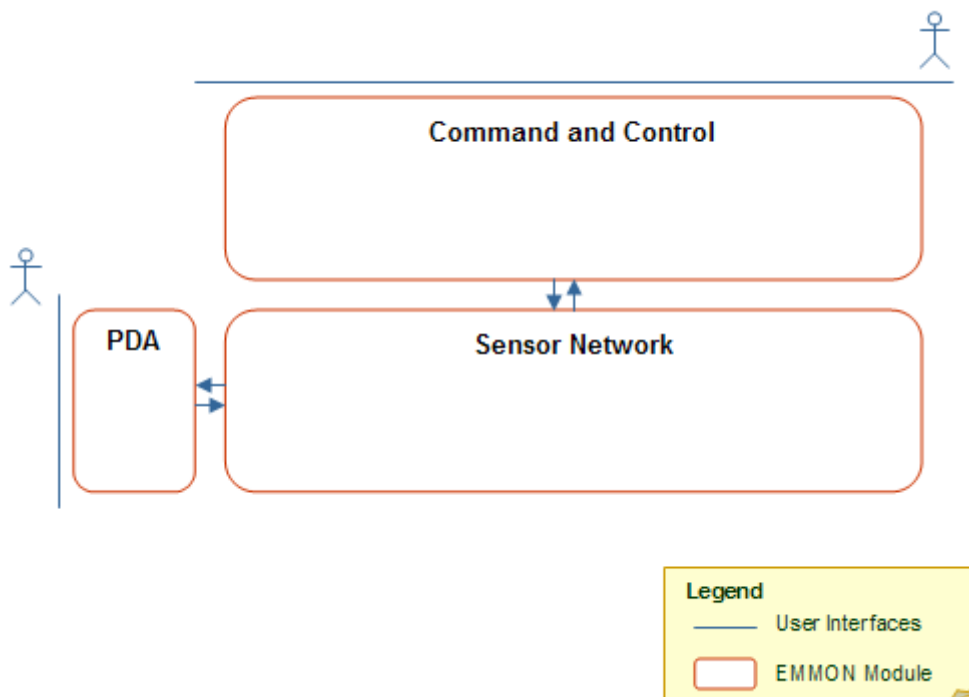 Command and Control
PDA
Sensor Network
Legend
User Interfaces
EMMON Module